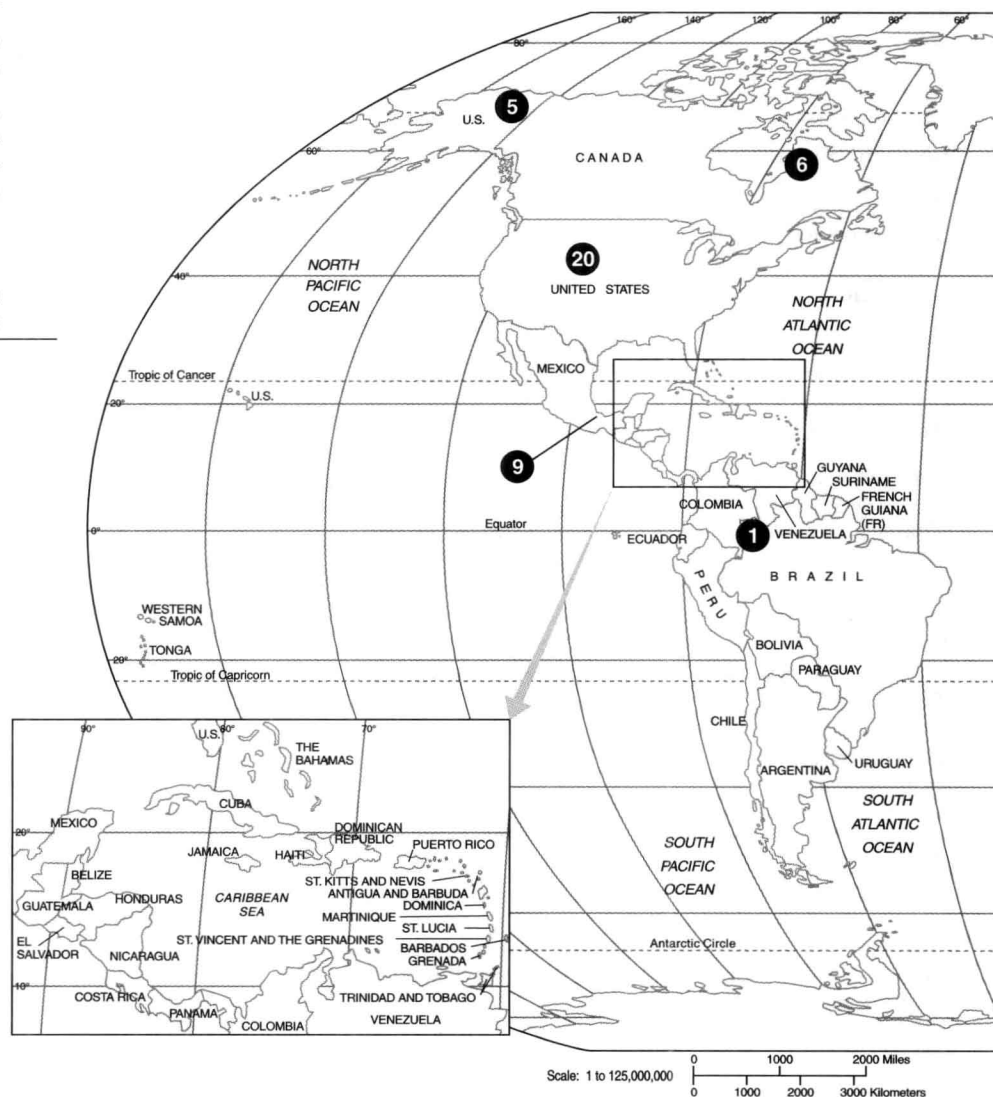 160° 140° 120° 100° 80° 60°
80°
5
U.S.
60°
CANADA
6
20
UNITED STATES
40°
NORTH
PACIFIC
OCEAN
NORTH
ATLANTIC
OCEAN
MEXICO
Tropic of Cancer
20°
U.S.
9
GUYANA
SURINAME
FRENCH
GUIANA
(FR)
COLOMBIA
VENEZUELA
Equator
0°
ECUADOR
1
BRAZIL
PERU
WESTERN
SAMOA
TONGA
BOLIVIA
20°
PARAGUAY
Tropic of Capricorn
CHILE
URUGUAY
ARGENTINA
SOUTH
ATLANTIC
OCEAN
SOUTH
PACIFIC
OCEAN
Antarctic Circle
90° 80° 70°
U.S.
THE
BAHAMAS
CUBA
MEXICO
20°
DOMINICAN
REPUBLIC
PUERTO RICO
JAMAICA
HAITI
BELIZE
ST. KITTS AND NEVIS
ANTIGUA AND BARBUDA
GUATEMALA
HONDURAS
CARIBBEAN
SEA
DOMINICA
MARTINIQUE
ST. LUCIA
ST. VINCENT AND THE GRENADINES
EL
SALVADOR
NICARAGUA
BARBADOS
GRENADA
10°
COSTA RICA
TRINIDAD AND TOBAGO
PANAMA
COLOMBIA
VENEZUELA
Scale: 1 to 125,000,000
0 1000 2000 Miles
0 1000 2000 3000 Kilometers